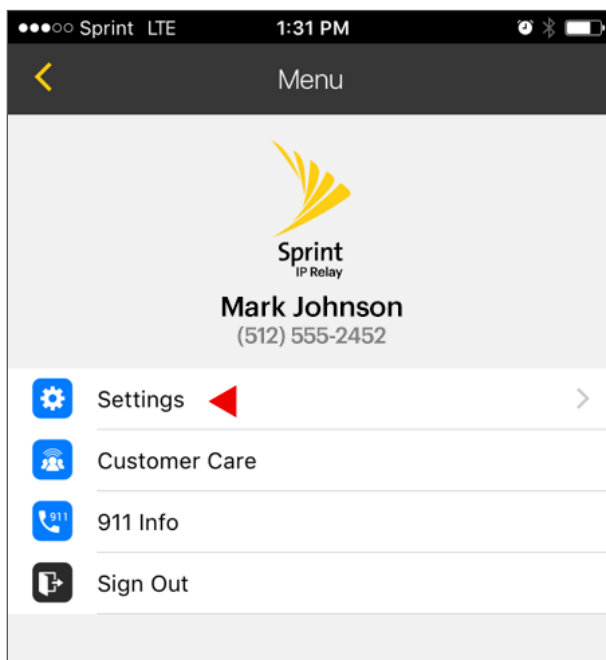 Sprint LTE 1:31 PM
Menu
Sprint
IP Relay
Mark Johnson
(512) 555-2452
Settings
Customer Care
911
911 Info
Sign Out